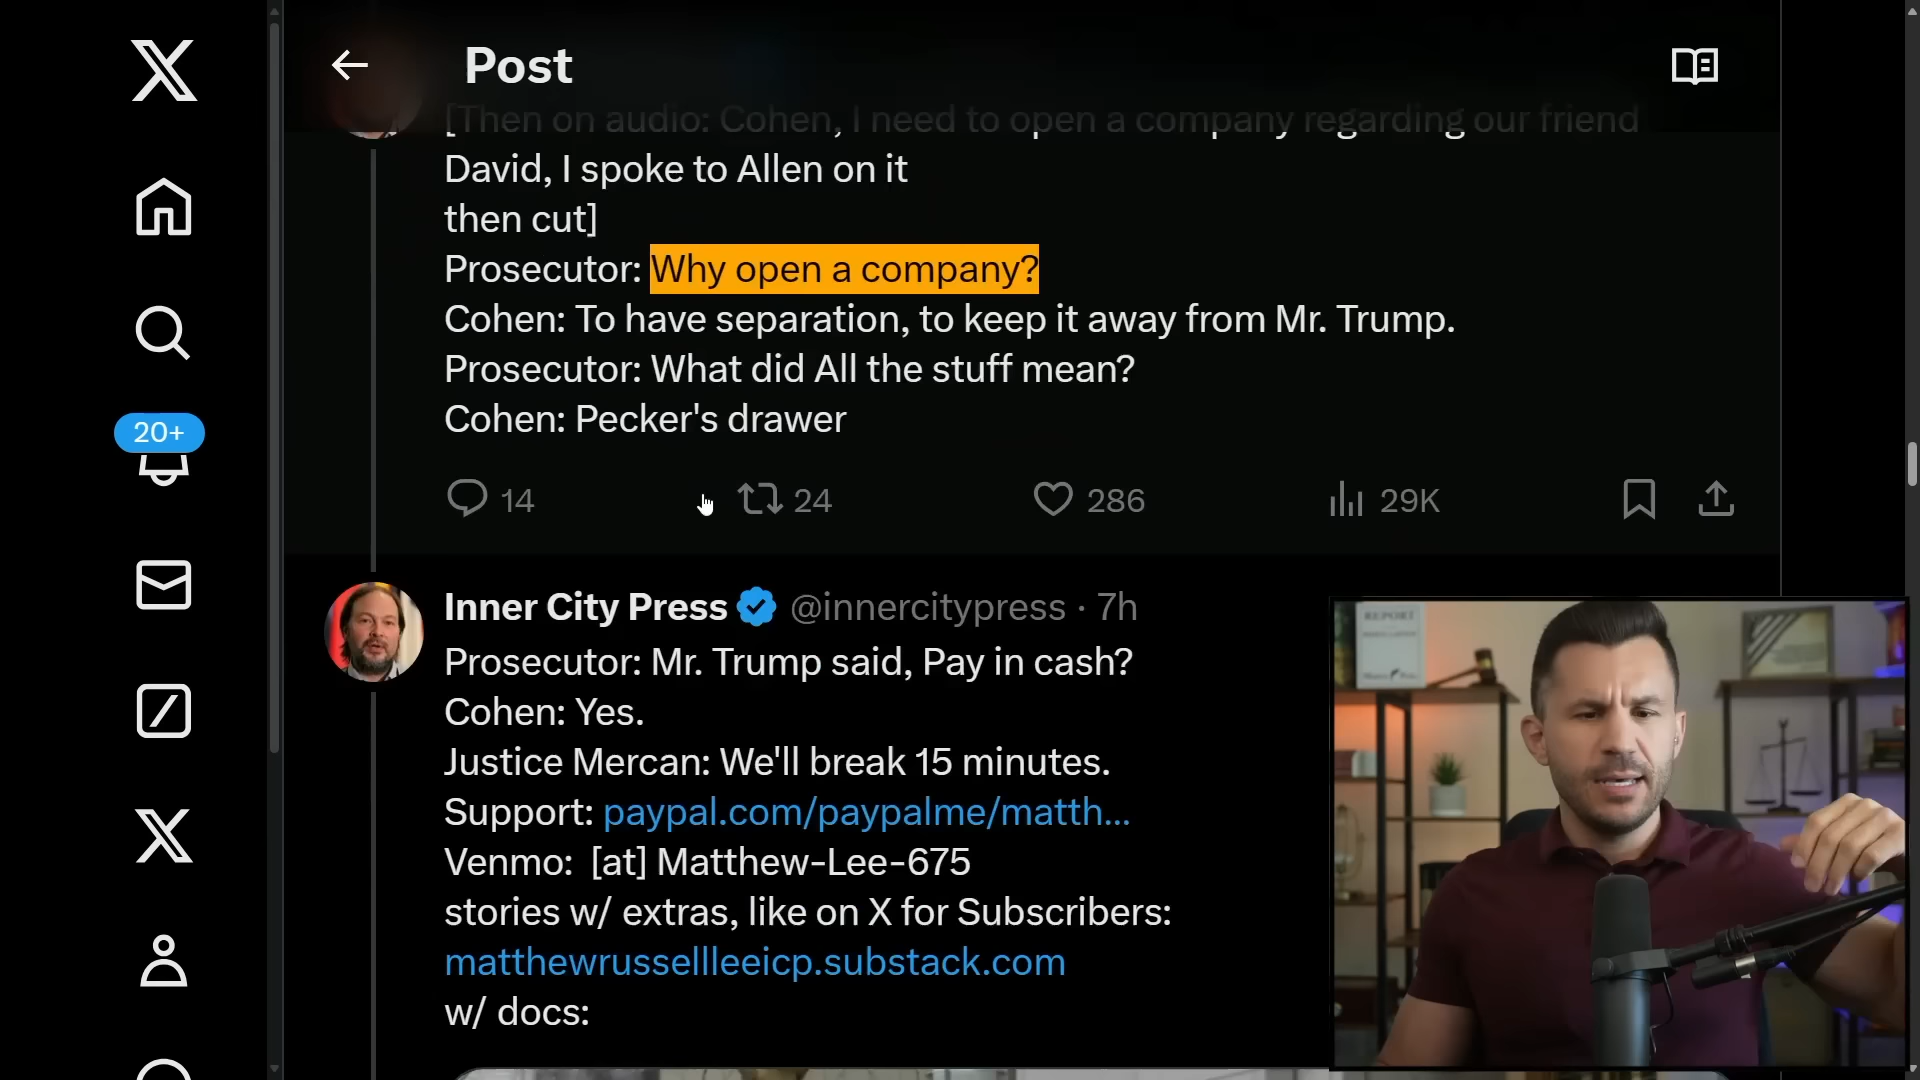 Post
[Then on audio: Cohen, I need to open a company regarding our friend
David, I spoke to Allen on it
then cut]
Prosecutor: Why open a company?
Cohen: To have separation, to keep it away from Mr. Trump.
Prosecutor: What did All the stuff mean?
Cohen: Pecker's drawer
14
24
286
29K
20+
Inner City Press @innercitypress · 7h
Prosecutor: Mr. Trump said, Pay in cash?
Cohen: Yes.
Justice Mercan: We'll break 15 minutes.
Support: paypal.com/paypalme/matth...
Venmo: [at] Matthew-Lee-675
stories w/ extras, like on X for Subscribers:
matthewrussellleeicp.substack.com
w/ docs:
REPORT